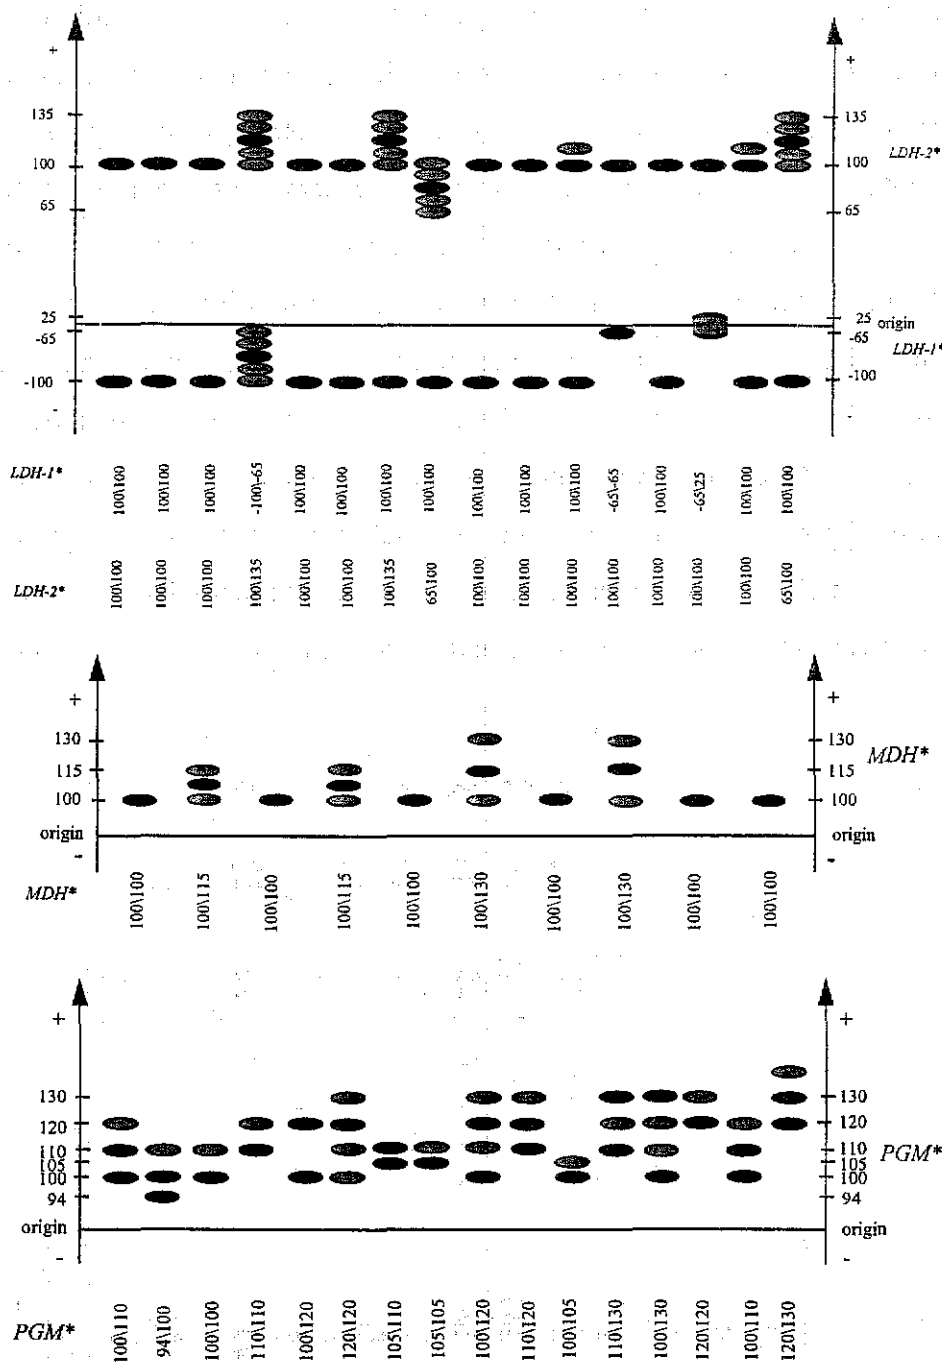 + +
135 135
100 100 LDH-2*
65 65
25 25 origin
-65 -65
LDH-1*
-100 -100
- -
LDH-1* 100\100 100\100 100\100 -100\-65 100\100 100\100 100\100 100\100 100\100 100\100 100\100 -65\-65 100\100 -65\25 100\100 100\100
LDH-2* 100\100 100\100 100\100 100\135 100\100 100\100 100\135 65\100 100\100 100\100 100\100 100\100 100\100 100\100 100\100 65\100
+ +
130 130
115 115 MDH*
100 100
origin origin
- -
MDH* 100\100 100\115 100\100 100\115 100\100 100\130 100\100 100\130 100\100 100\100
+ +
130 130
120 120
110 110 PGM*
105 105
100 100
94 94
origin origin
- -
PGM* 100\110 94\100 100\100 110\110 100\120 120\120 105\110 105\105 100\120 110\120 100\105 110\130 100\130 120\120 100\110 120\130